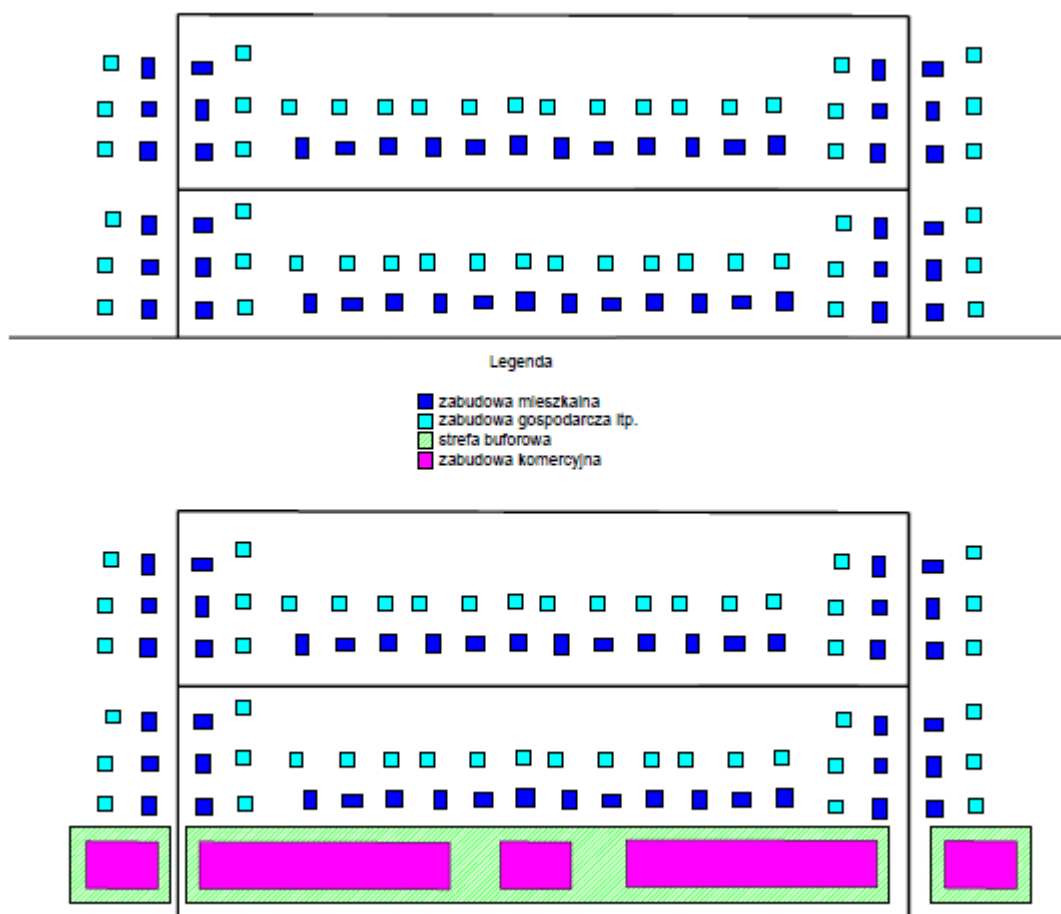 Legenda
zabudowa mieszkalna
zabudowa gospodarcza itp.
strefa buforowa
zabudowa komercyjna